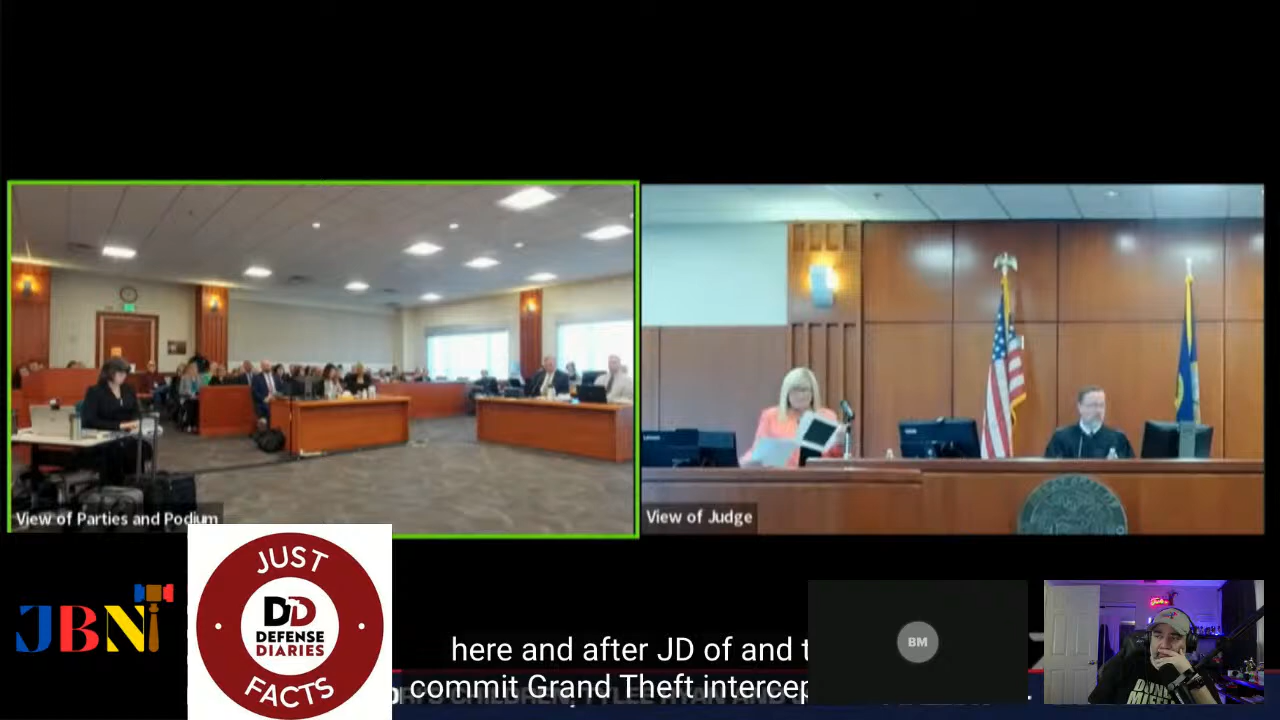 View of Parties and Podium
View of Judge
JBN
JUST
DD
DEFENSE
DIARIES
FACTS
BM
here and after JD of and t
commit Grand Theft intercep